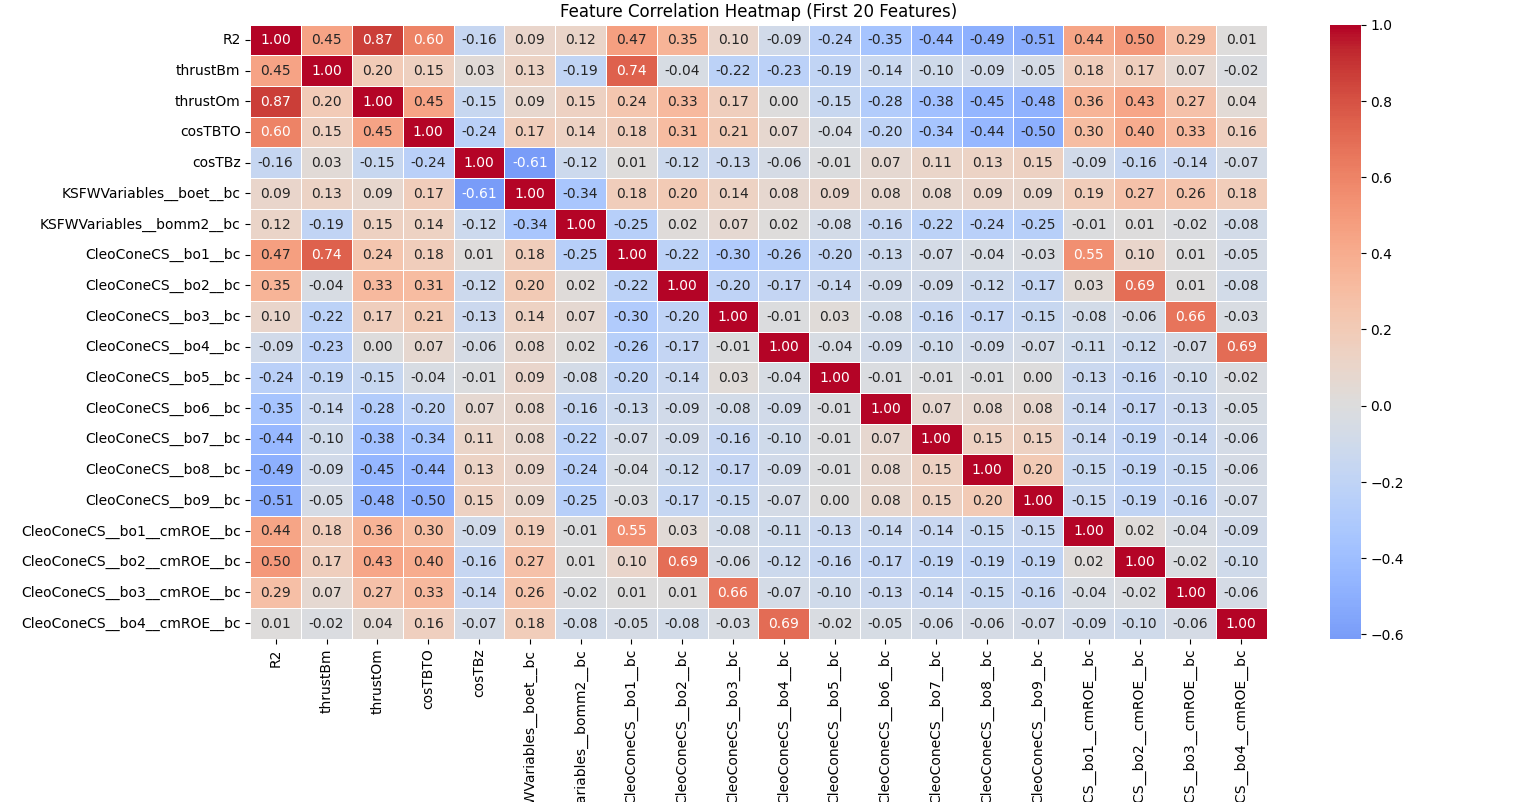 Feature Correlation Heatmap (First 20 Features)
R2 1.00 0.45 0.87 0.60 -0.16 0.09 0.12 0.47 0.35 0.10 -0.09 -0.24 -0.35 -0.44 -0.49 -0.51 0.44 0.50 0.29 0.01
thrustBm 0.45 1.00 0.20 0.15 0.03 0.13 -0.19 0.74 -0.04 -0.22 -0.23 -0.19 -0.14 -0.10 -0.09 -0.05 0.18 0.17 0.07 -0.02
thrustOm 0.87 0.20 1.00 0.45 -0.15 0.09 0.15 0.24 0.33 0.17 0.00 -0.15 -0.28 -0.38 -0.45 -0.48 0.36 0.43 0.27 0.04
cosTBTO 0.60 0.15 0.45 1.00 -0.24 0.17 0.14 0.18 0.31 0.21 0.07 -0.04 -0.20 -0.34 -0.44 -0.50 0.30 0.40 0.33 0.16
cosTBz -0.16 0.03 -0.15 -0.24 1.00 -0.61 -0.12 0.01 -0.12 -0.13 -0.06 -0.01 0.07 0.11 0.13 0.15 -0.09 -0.16 -0.14 -0.07
KSFWVariables__boet__bc 0.09 0.13 0.09 0.17 -0.61 1.00 -0.34 0.18 0.20 0.14 0.08 0.09 0.08 0.08 0.09 0.09 0.19 0.27 0.26 0.18
KSFWVariables__bomm2__bc 0.12 -0.19 0.15 0.14 -0.12 -0.34 1.00 -0.25 0.02 0.07 0.02 -0.08 -0.16 -0.22 -0.24 -0.25 -0.01 0.01 -0.02 -0.08
CleoConeCS__bo1__bc 0.47 0.74 0.24 0.18 0.01 0.18 -0.25 1.00 -0.22 -0.30 -0.26 -0.20 -0.13 -0.07 -0.04 -0.03 0.55 0.10 0.01 -0.05
CleoConeCS__bo2__bc 0.35 -0.04 0.33 0.31 -0.12 0.20 0.02 -0.22 1.00 -0.20 -0.17 -0.14 -0.09 -0.09 -0.12 -0.17 0.03 0.69 0.01 -0.08
CleoConeCS__bo3__bc 0.10 -0.22 0.17 0.21 -0.13 0.14 0.07 -0.30 -0.20 1.00 -0.01 0.03 -0.08 -0.16 -0.17 -0.15 -0.08 -0.06 0.66 -0.03
CleoConeCS__bo4__bc -0.09 -0.23 0.00 0.07 -0.06 0.08 0.02 -0.26 -0.17 -0.01 1.00 -0.04 -0.09 -0.10 -0.09 -0.07 -0.11 -0.12 -0.07 0.69
CleoConeCS__bo5__bc -0.24 -0.19 -0.15 -0.04 -0.01 0.09 -0.08 -0.20 -0.14 0.03 -0.04 1.00 -0.01 -0.01 -0.01 0.00 -0.13 -0.16 -0.10 -0.02
CleoConeCS__bo6__bc -0.35 -0.14 -0.28 -0.20 0.07 0.08 -0.16 -0.13 -0.09 -0.08 -0.09 -0.01 1.00 0.07 0.08 0.08 -0.14 -0.17 -0.13 -0.05
CleoConeCS__bo7__bc -0.44 -0.10 -0.38 -0.34 0.11 0.08 -0.22 -0.07 -0.09 -0.16 -0.10 -0.01 0.07 1.00 0.15 0.15 -0.14 -0.19 -0.14 -0.06
CleoConeCS__bo8__bc -0.49 -0.09 -0.45 -0.44 0.13 0.09 -0.24 -0.04 -0.12 -0.17 -0.09 -0.01 0.08 0.15 1.00 0.20 -0.15 -0.19 -0.15 -0.06
CleoConeCS__bo9__bc -0.51 -0.05 -0.48 -0.50 0.15 0.09 -0.25 -0.03 -0.17 -0.15 -0.07 0.00 0.08 0.15 0.20 1.00 -0.15 -0.19 -0.16 -0.07
CleoConeCS__bo1__cmROE__bc 0.44 0.18 0.36 0.30 -0.09 0.19 -0.01 0.55 0.03 -0.08 -0.11 -0.13 -0.14 -0.14 -0.15 -0.15 1.00 0.02 -0.04 -0.09
CleoConeCS__bo2__cmROE__bc 0.50 0.17 0.43 0.40 -0.16 0.27 0.01 0.10 0.69 -0.06 -0.12 -0.16 -0.17 -0.19 -0.19 -0.19 0.02 1.00 -0.02 -0.10
CleoConeCS__bo3__cmROE__bc 0.29 0.07 0.27 0.33 -0.14 0.26 -0.02 0.01 0.01 0.66 -0.07 -0.10 -0.13 -0.14 -0.15 -0.16 -0.04 -0.02 1.00 -0.06
CleoConeCS__bo4__cmROE__bc 0.01 -0.02 0.04 0.16 -0.07 0.18 -0.08 -0.05 -0.08 -0.03 0.69 -0.02 -0.05 -0.06 -0.06 -0.07 -0.09 -0.10 -0.06 1.00
R2
thrustBm
thrustOm
cosTBTO
cosTBz
WVariables__boet__bc
ariables__bomm2__bc
CleoConeCS__bo1__bc
CleoConeCS__bo2__bc
CleoConeCS__bo3__bc
CleoConeCS__bo4__bc
CleoConeCS__bo5__bc
CleoConeCS__bo6__bc
CleoConeCS__bo7__bc
CleoConeCS__bo8__bc
CleoConeCS__bo9__bc
CS__bo1__cmROE__bc
CS__bo2__cmROE__bc
CS__bo3__cmROE__bc
CS__bo4__cmROE__bc
1.0
0.8
0.6
0.4
0.2
0.0
−0.2
−0.4
−0.6